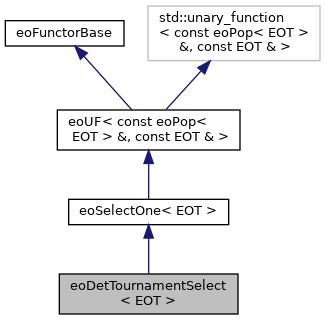 eoFunctorBase
std::unary_function
< const eoPop< EOT >
&, const EOT & >
eoUF< const eoPop<
EOT > &, const EOT & >
eoSelectOne< EOT >
eoDetTournamentSelect
< EOT >